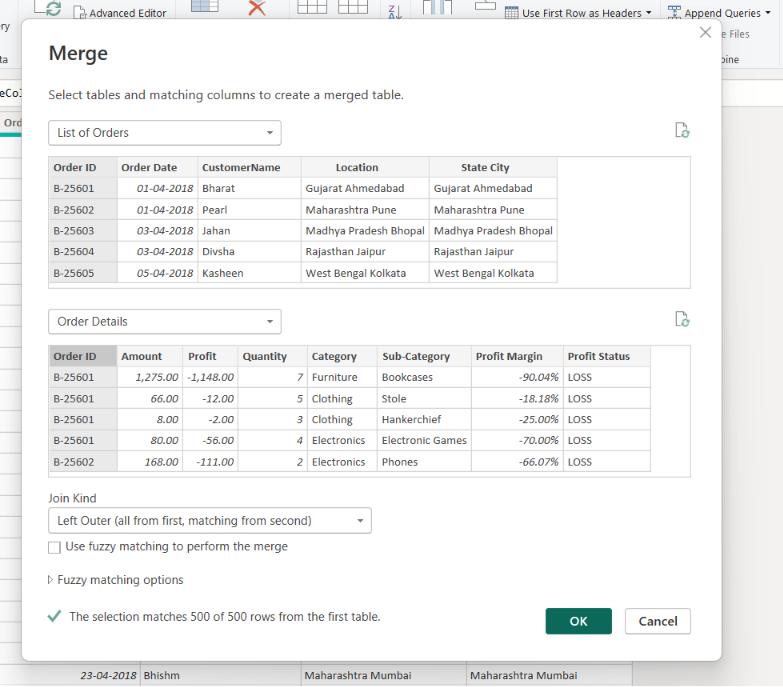 Advanced Editor
Use First Row as Headers
Append Queries
ry
e Files
ta
bine
eCo
Ord
Merge
Select tables and matching columns to create a merged table.
List of Orders
Order ID Order Date CustomerName Location State City
B-25601 01-04-2018 Bharat Gujarat Ahmedabad Gujarat Ahmedabad
B-25602 01-04-2018 Pearl Maharashtra Pune Maharashtra Pune
B-25603 03-04-2018 Jahan Madhya Pradesh Bhopal Madhya Pradesh Bhopal
B-25604 03-04-2018 Divsha Rajasthan Jaipur Rajasthan Jaipur
B-25605 05-04-2018 Kasheen West Bengal Kolkata West Bengal Kolkata
Order Details
Order ID Amount Profit Quantity Category Sub-Category Profit Margin Profit Status
B-25601 1,275.00 -1,148.00 7 Furniture Bookcases -90.04% LOSS
B-25601 66.00 -12.00 5 Clothing Stole -18.18% LOSS
B-25601 8.00 -2.00 3 Clothing Hankerchief -25.00% LOSS
B-25601 80.00 -56.00 4 Electronics Electronic Games -70.00% LOSS
B-25602 168.00 -111.00 2 Electronics Phones -66.07% LOSS
Join Kind
Left Outer (all from first, matching from second)
Use fuzzy matching to perform the merge
Fuzzy matching options
The selection matches 500 of 500 rows from the first table.
OK Cancel
23-04-2018 Bhishm Maharashtra Mumbai Maharashtra Mumbai